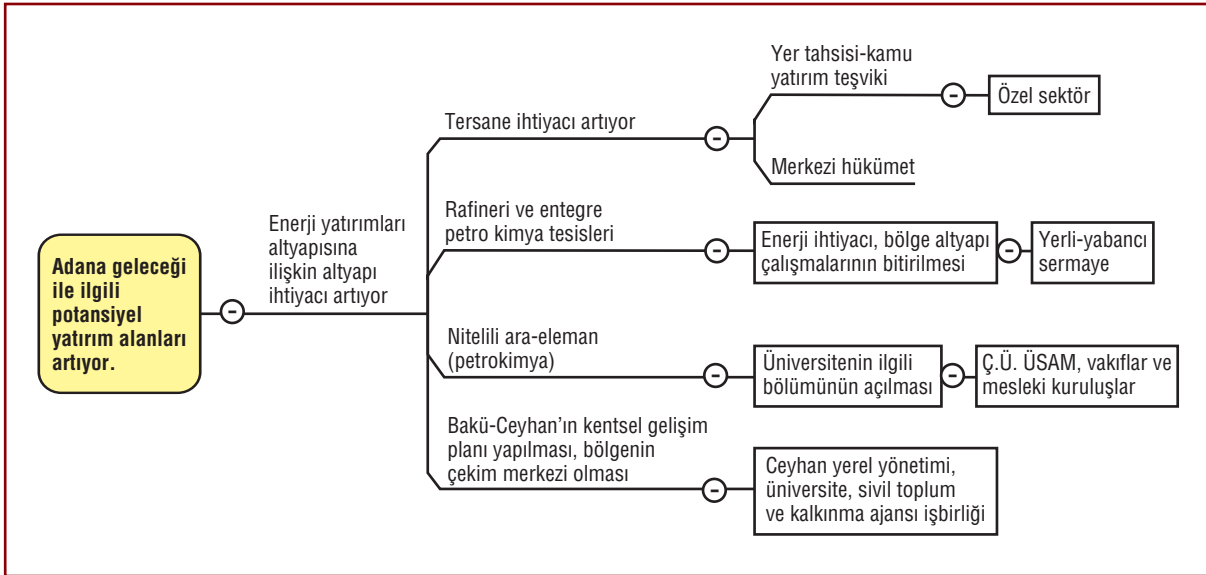 Adana geleceği
ile ilgili
potansiyel
yatırım alanları
artıyor.
Enerji yatırımları
altyapısına
ilişkin altyapı
ihtiyacı artıyor
Tersane ihtiyacı artıyor
Yer tahsisi-kamu
yatırım teşviki
Özel sektör
Merkezi hükümet
Rafineri ve entegre
petro kimya tesisleri
Enerji ihtiyacı, bölge altyapı
çalışmalarının bitirilmesi
Yerli-yabancı
sermaye
Nitelili ara-eleman
(petrokimya)
Üniversitenin ilgili
bölümünün açılması
Ç.Ü. ÜSAM, vakıflar ve
mesleki kuruluşlar
Bakü-Ceyhan’ın kentsel gelişim
planı yapılması, bölgenin
çekim merkezi olması
Ceyhan yerel yönetimi,
üniversite, sivil toplum
ve kalkınma ajansı işbirliği